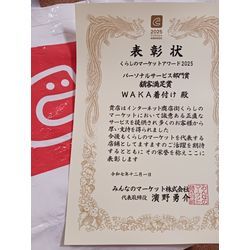 2025
表彰状
くらしのマーケットアワード2025
パーソナルサービス部門賞
顧客満足賞
WAKA着付け 殿
貴店はインターネット商店街くらしの
マーケットにおいて誠意ある正直な
サービスを提供され多くのお客様から
厚い支持を得られました
今後もくらしのマーケットを代表する
店舗としてますますのご活躍を期待
するとともにその栄誉を称えここに
表彰します
令和七年十二月一日
みんなのマーケット株式会社
代表取締役 濱野勇介